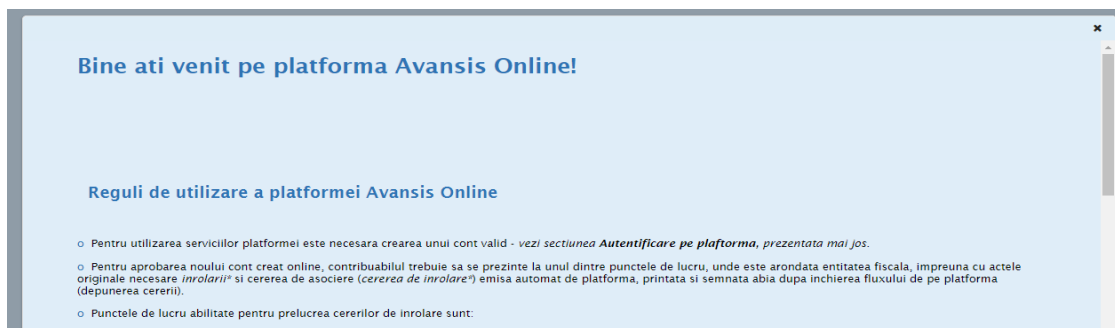 Bine ati venit pe platforma Avansis Online!
Reguli de utilizare a platformei Avansis Online
o Pentru utilizarea serviciilor platformei este necesara crearea unui cont valid - vezi sectiunea Autentificare pe plaftorma, prezentata mai jos.
o Pentru aprobarea noului cont creat online, contribuabilul trebuie sa se prezinte la unul dintre punctele de lucru, unde este arondata entitatea fiscala, impreuna cu actele
originale necesare inrolarii* si cererea de asociere (cererea de inrolare*) emisa automat de platforma, printata si semnata abia dupa inchierea fluxului de pe platforma
(depunerea cererii).
o Punctele de lucru abilitate pentru prelucrea cererilor de inrolare sunt: